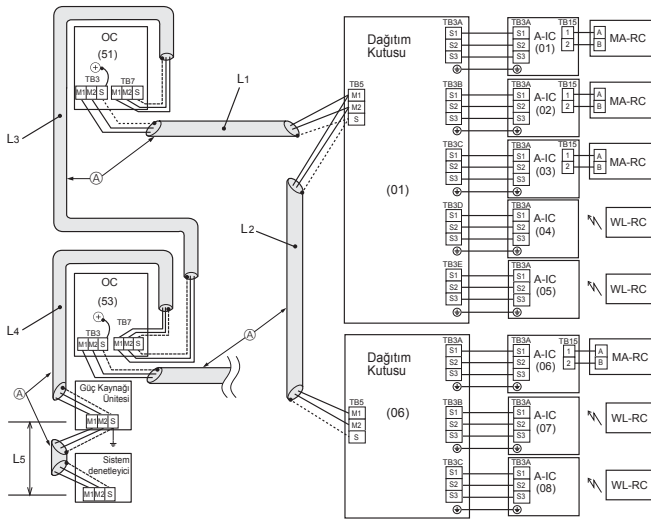 OC
(51)
TB3
TB7
M1 M2 S
M1 M2 S
L1
L3
A
L2
OC
(53)
TB3
TB7
M1 M2 S
M1 M2 S
L4
A
A
Güç Kaynağı
Ünitesi
M1 M2 S
L5
Sistem
denetleyici
M1 M2 S
Dağıtım
Kutusu
TB5
M1
M2
S
(01)
TB3A
S1
S2
S3
TB3A
S1
S2
S3
A-IC
(01)
TB15
1
2
A
B
MA-RC
TB3B
S1
S2
S3
TB3A
S1
S2
S3
A-IC
(02)
TB15
1
2
A
B
MA-RC
TB3C
S1
S2
S3
TB3A
S1
S2
S3
A-IC
(03)
TB15
1
2
A
B
MA-RC
TB3D
S1
S2
S3
TB3A
S1
S2
S3
A-IC
(04)
WL-RC
TB3E
S1
S2
S3
TB3A
S1
S2
S3
A-IC
(05)
WL-RC
Dağıtım
Kutusu
TB5
M1
M2
S
(06)
TB3A
S1
S2
S3
TB3A
S1
S2
S3
A-IC
(06)
TB15
1
2
A
B
MA-RC
TB3B
S1
S2
S3
TB3A
S1
S2
S3
A-IC
(07)
WL-RC
TB3C
S1
S2
S3
TB3A
S1
S2
S3
A-IC
(08)
WL-RC